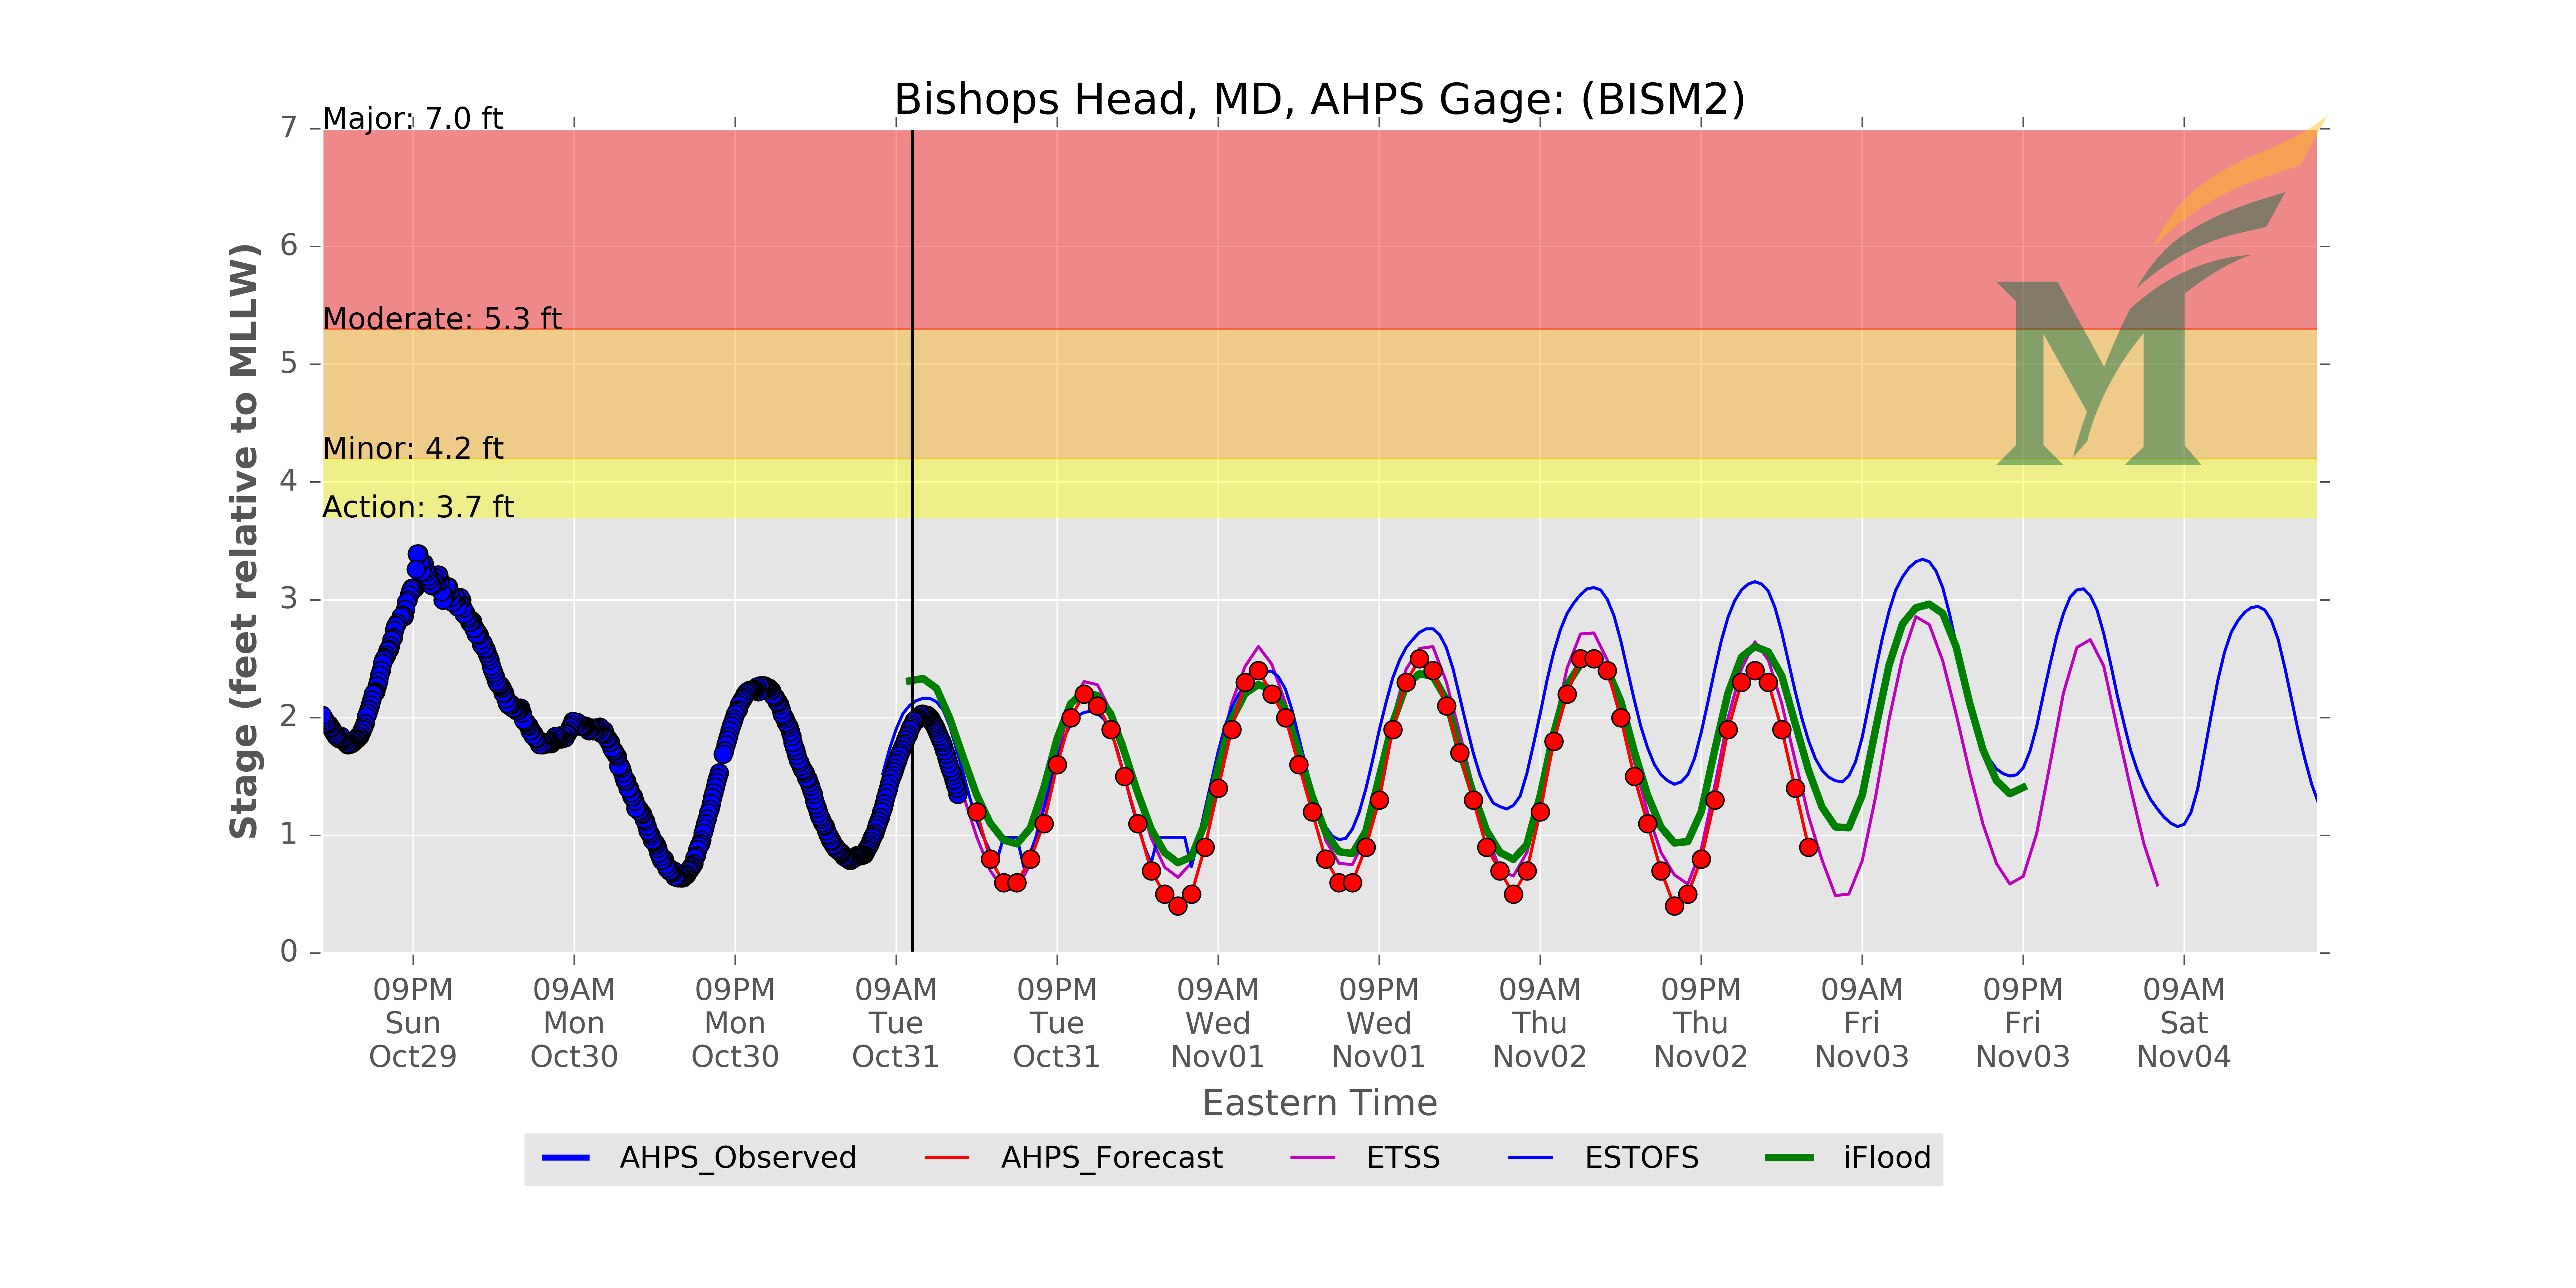 Bishops Head, MD, AHPS Gage: (BISM2)
Stage (feet relative to MLLW)
7
6
5
4
3
2
1
0
Major: 7.0 ft
Moderate: 5.3 ft
Minor: 4.2 ft
Action: 3.7 ft
M
09PM Sun Oct29
09AM Mon Oct30
09PM Mon Oct30
09AM Tue Oct31
09PM Tue Oct31
09AM Wed Nov01
09PM Wed Nov01
09AM Thu Nov02
09PM Thu Nov02
09AM Fri Nov03
09PM Fri Nov03
09AM Sat Nov04
Eastern Time
AHPS_Observed AHPS_Forecast ETSS ESTOFS iFlood